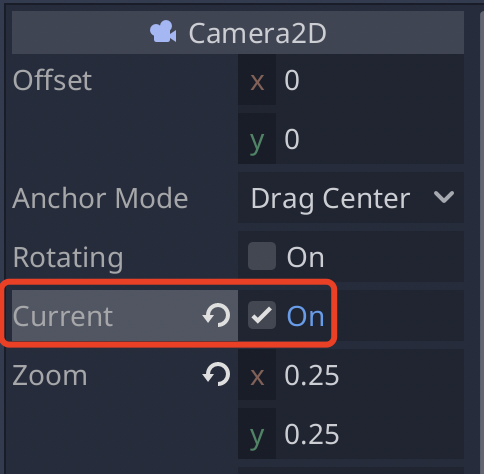 Camera2D
Offset x 0
y 0
Anchor Mode Drag Center
Rotating On
Current On
Zoom x 0.25
y 0.25